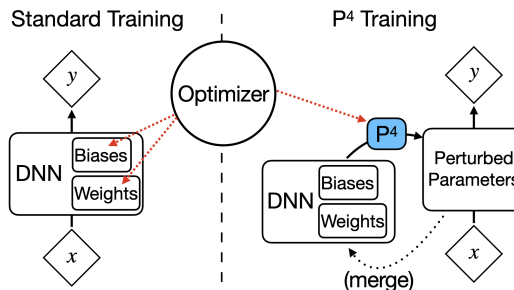 Standard Training
P⁴ Training
y
Optimizer
y
P⁴
DNN
Biases
Weights
Perturbed
Parameters
DNN
Biases
Weights
x
x
(merge)